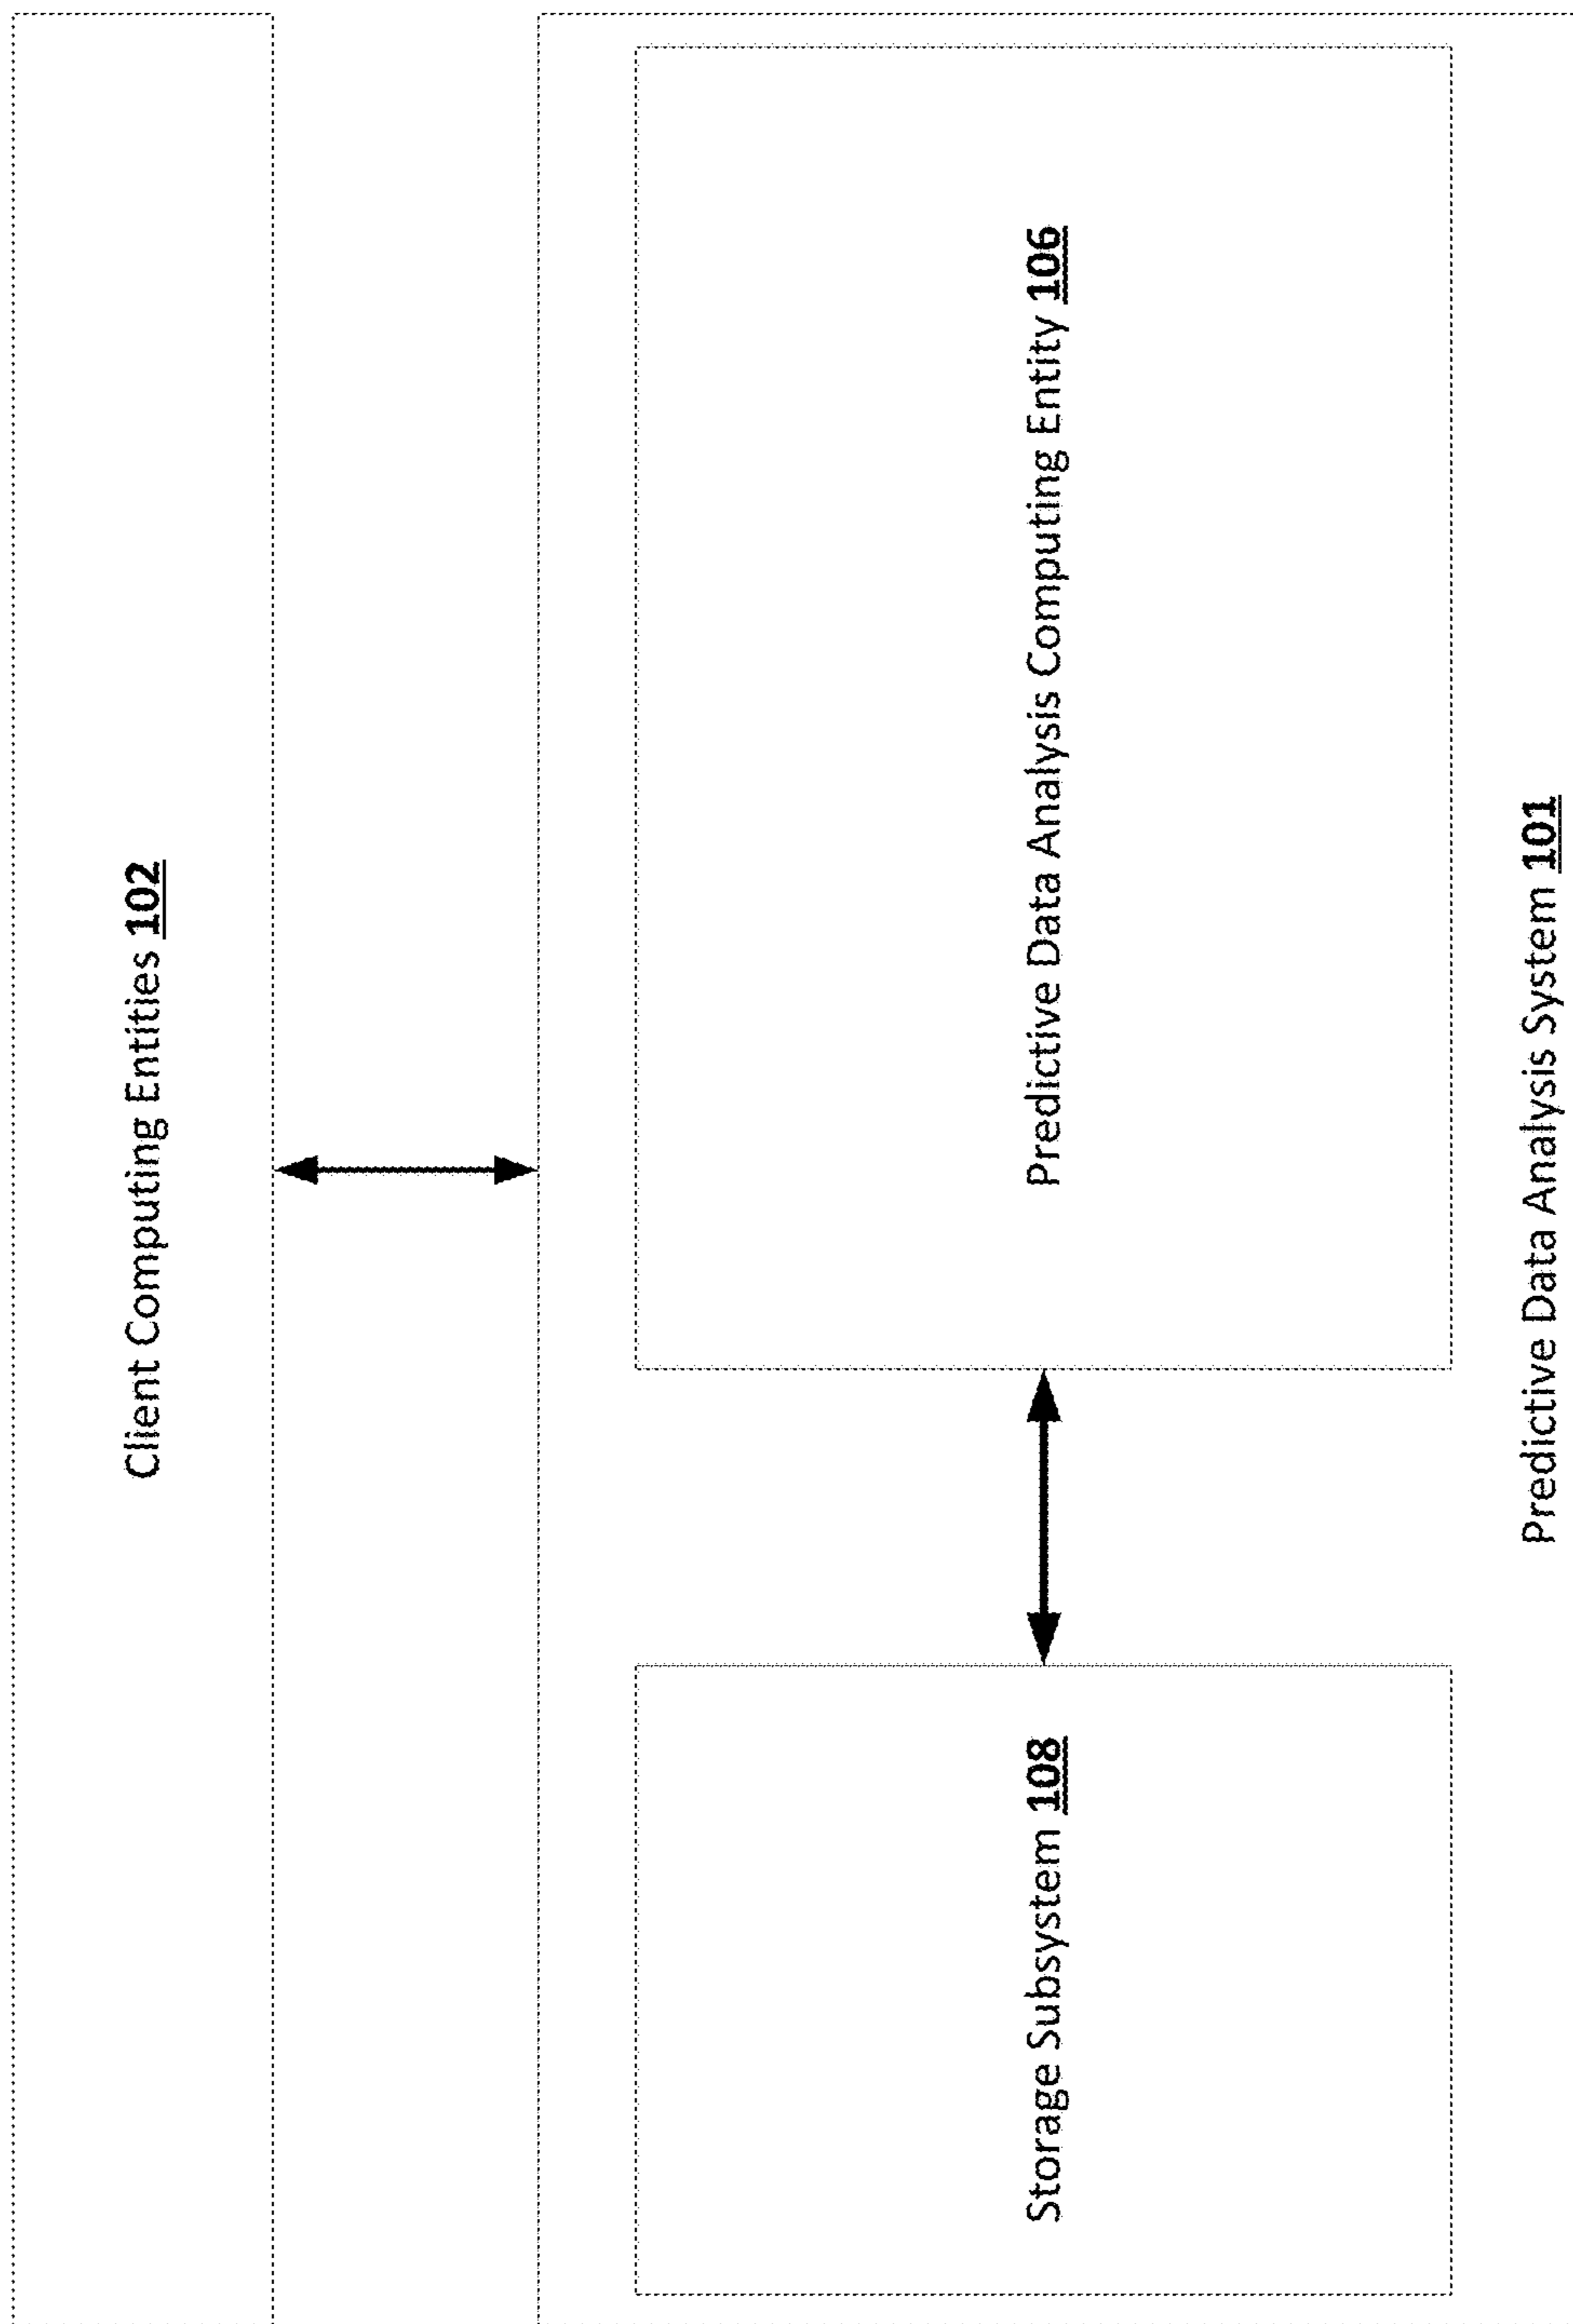 Client Computing Entities 102
Storage Subsystem 108
Predictive Data Analysis Computing Entity 106
Predictive Data Analysis System 101